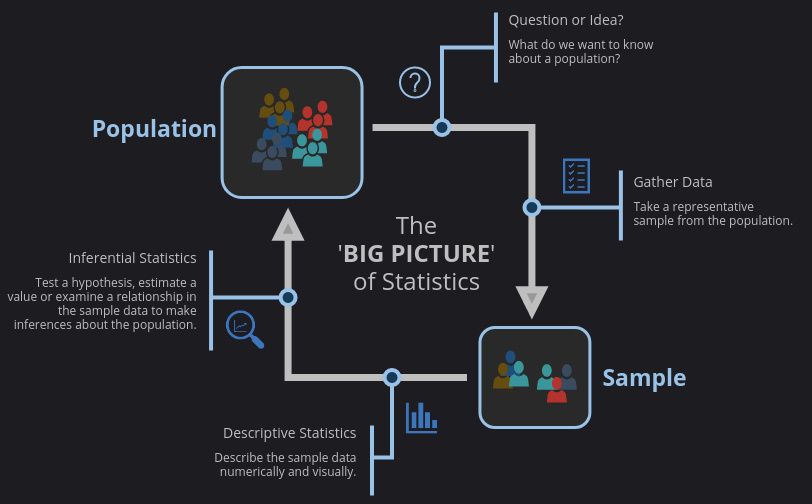 Question or Idea?
What do we want to know
about a population?
Population
Gather Data
Take a representative
sample from the population.
The
'BIG PICTURE'
of Statistics
Inferential Statistics
Test a hypothesis, estimate a
value or examine a relationship in
the sample data to make
inferences about the population.
Sample
Descriptive Statistics
Describe the sample data
numerically and visually.